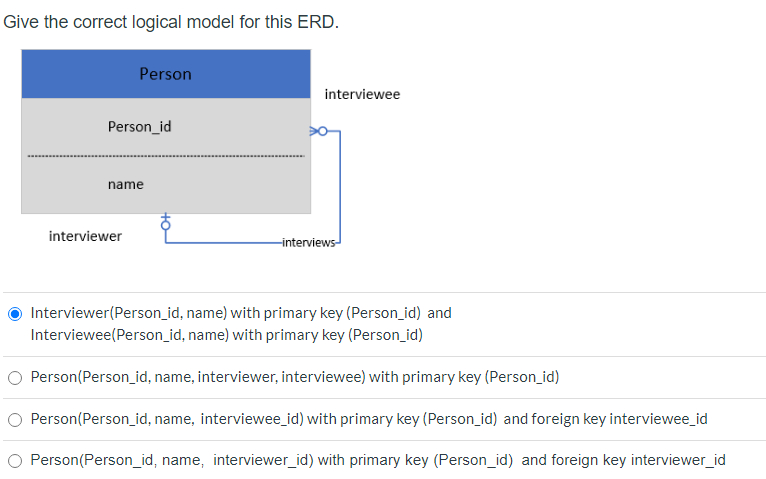 Give the correct logical model for this ERD.
Person
interviewee
Person_id
name
interviewer
interviews
Interviewer(Person_id, name) with primary key (Person_id) and
Interviewee(Person_id, name) with primary key (Person_id)
Person(Person_id, name, interviewer, interviewee) with primary key (Person_id)
Person(Person_id, name, interviewee_id) with primary key (Person_id) and foreign key interviewee_id
Person(Person_id, name, interviewer_id) with primary key (Person_id) and foreign key interviewer_id